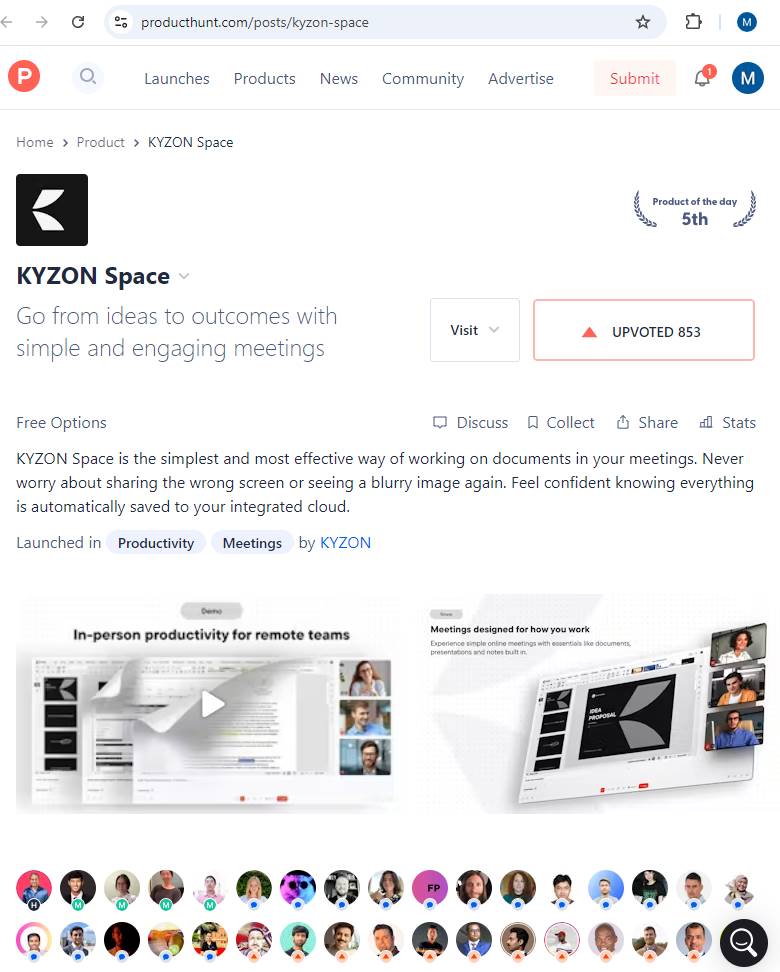 producthunt.com/posts/kyzon-space
M
P
Launches Products News Community Advertise Submit 1 M
Home > Product > KYZON Space
Product of the day
5th
KYZON Space
Go from ideas to outcomes with
simple and engaging meetings
Visit
UPVOTED 853
Free Options
Discuss Collect Share Stats
KYZON Space is the simplest and most effective way of working on documents in your meetings. Never
worry about sharing the wrong screen or seeing a blurry image again. Feel confident knowing everything
is automatically saved to your integrated cloud.
Launched in Productivity Meetings by KYZON
Demo
In-person productivity for remote teams
Meetings designed for how you work
Experience simple online meetings with essentials like documents,
presentations and notes built in.
IDEA
PROPOSAL
FP
H M M M M